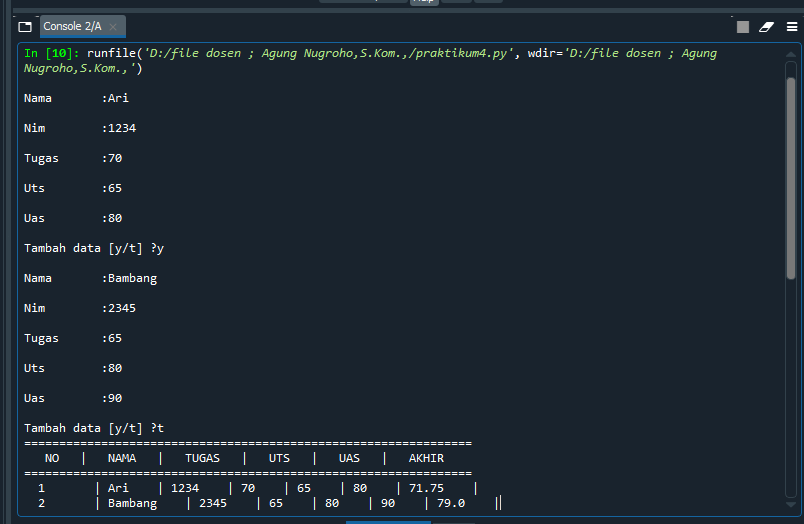 Help
Console 2/A
In [10]: runfile('D:/file dosen ; Agung Nugroho,S.Kom.,/praktikum4.py', wdir='D:/file dosen ; Agung
Nugroho,S.Kom.,')
Nama       :Ari
Nim        :1234
Tugas      :70
Uts        :65
Uas        :80
Tambah data [y/t] ?y
Nama       :Bambang
Nim        :2345
Tugas      :65
Uts        :80
Uas        :90
Tambah data [y/t] ?t
================================================================
   NO   |   NAMA   |   TUGAS   |   UTS   |   UAS   |   AKHIR
================================================================
  1       | Ari     | 1234    | 70    | 65    | 80    | 71.75    |
  2       | Bambang    | 2345    | 65    | 80    | 90    | 79.0    ||